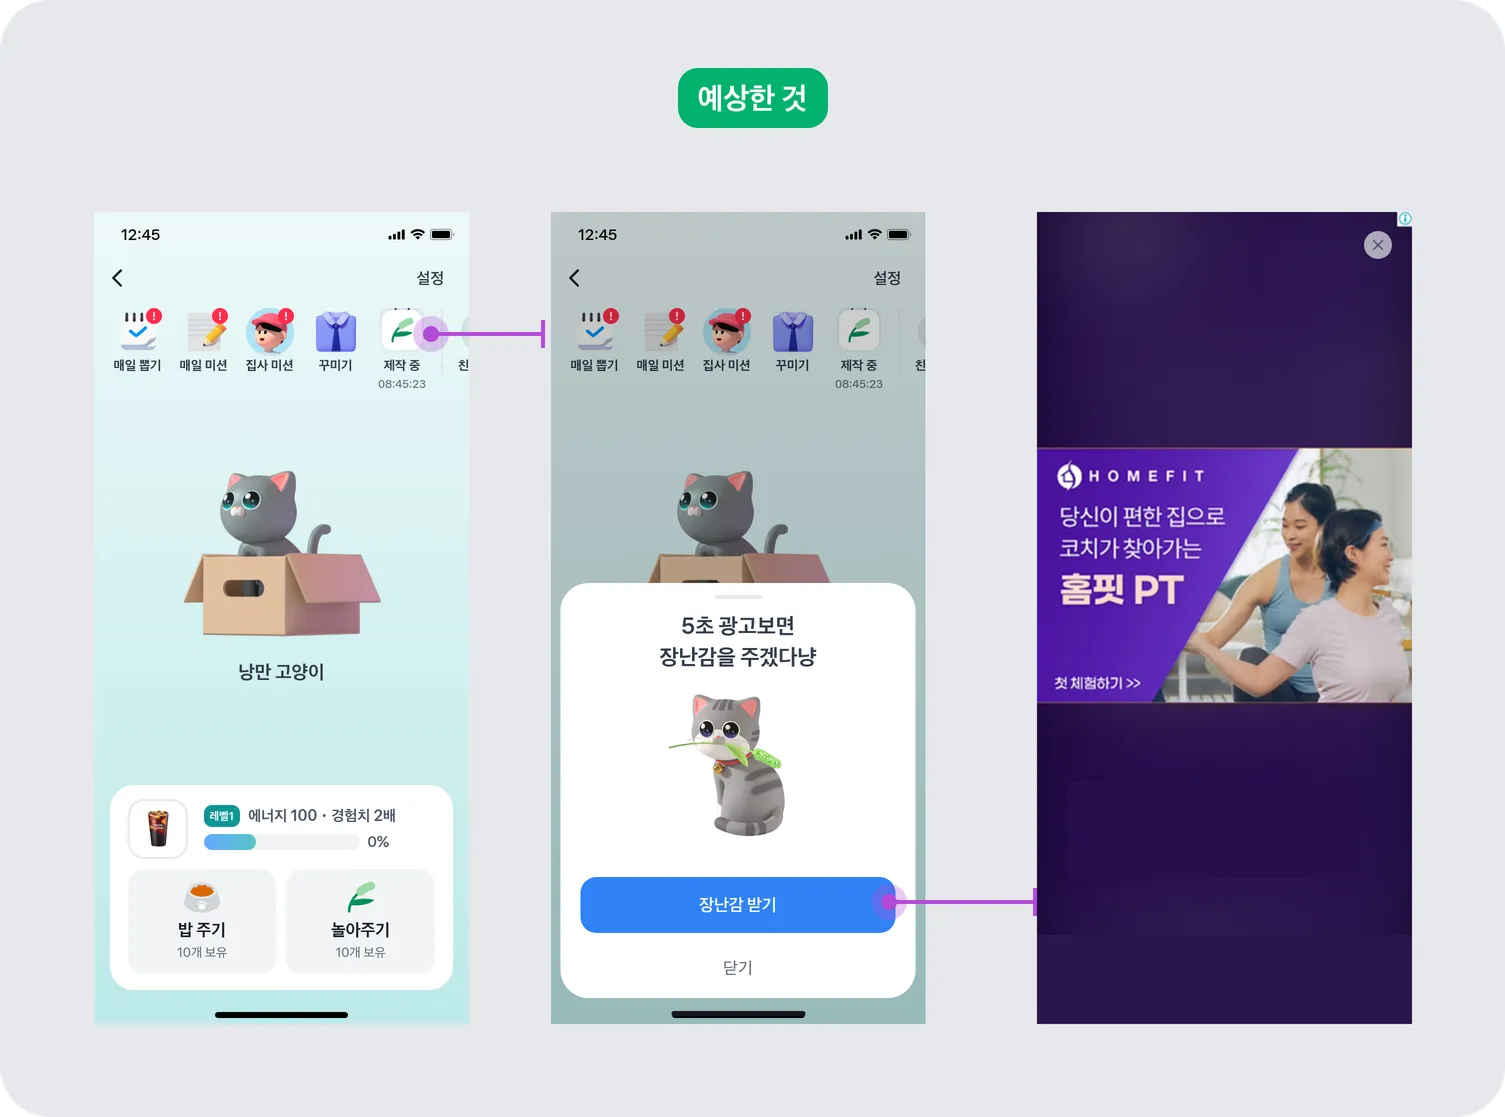 예상한 것
12:45
설정
매일 뽑기
매일 미션
집사 미션
꾸미기
제작 중
친
08:45:23
낭만 고양이
레벨1 에너지 100 · 경험치 2배
0%
밥 주기
10개 보유
놀아주기
10개 보유
12:45
설정
매일 뽑기
매일 미션
집사 미션
꾸미기
제작 중
친
08:45:23
5초 광고보면
장난감을 주겠다냥
장난감 받기
닫기
HOMEFIT
당신이 편한 집으로
코치가 찾아가는
홈핏 PT
첫 체험하기 >>